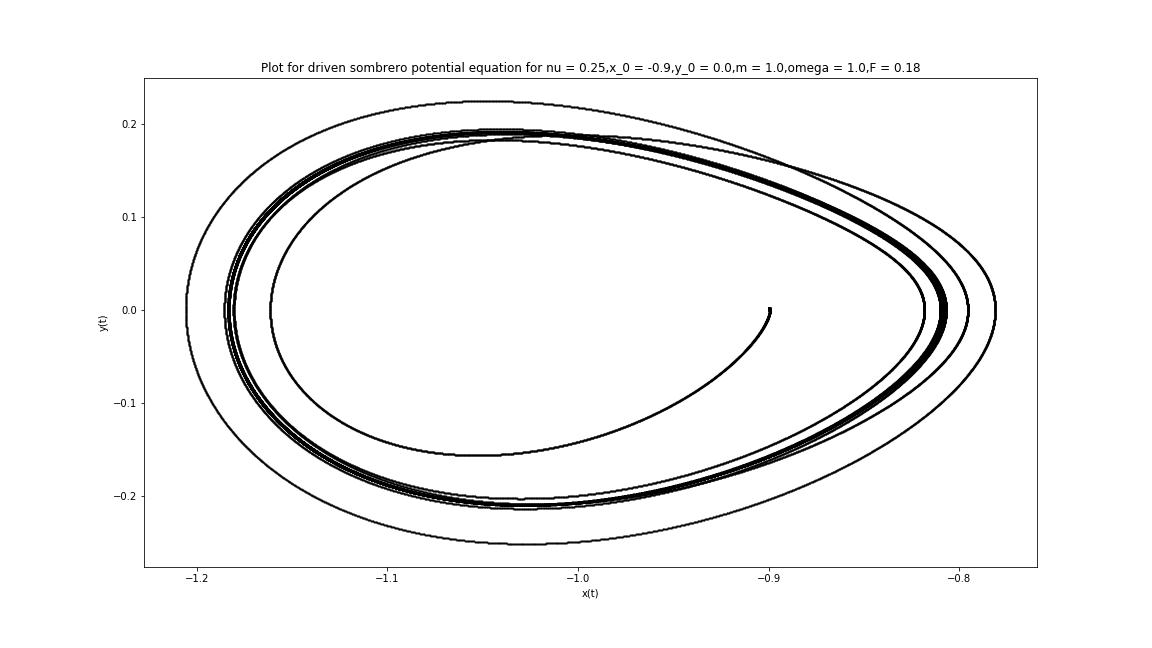 Plot for driven sombrero potential equation for nu = 0.25,x_0 = -0.9,y_0 = 0.0,m = 1.0,omega = 1.0,F = 0.18
0.2
0.1
0.0
−0.1
−0.2
y(t)
−1.2 −1.1 −1.0 −0.9 −0.8
x(t)